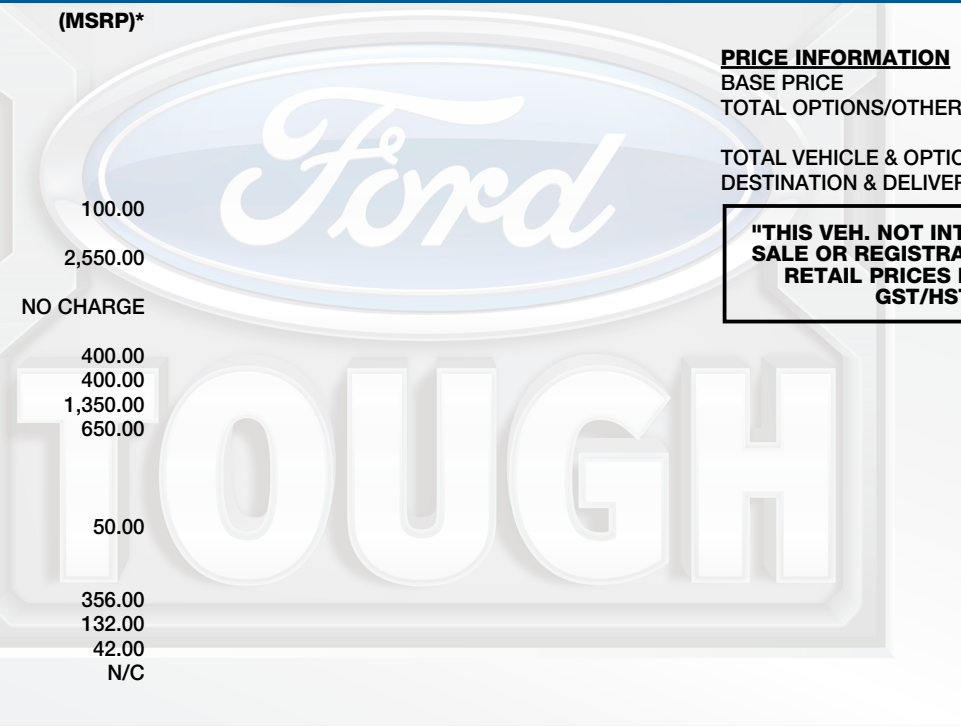 (MSRP)*
100.00
2,550.00
NO CHARGE
400.00
400.00
1,350.00
650.00
50.00
356.00
132.00
42.00
N/C
PRICE INFORMATION
BASE PRICE
TOTAL OPTIONS/OTHER
TOTAL VEHICLE & OPTIO
DESTINATION & DELIVER
"THIS VEH. NOT INT
SALE OR REGISTRA
RETAIL PRICES
GST/HST
Ford
TOUGH